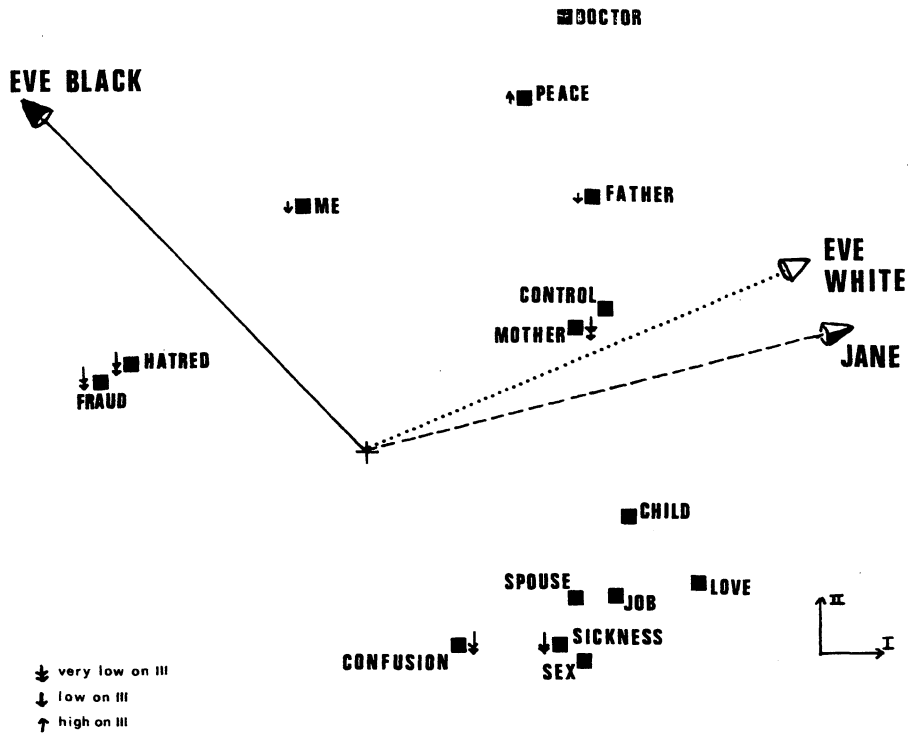 DOCTOR
EVE BLACK
PEACE
ME
FATHER
EVE
WHITE
CONTROL
MOTHER
JANE
HATRED
FRAUD
CHILD
SPOUSE
LOVE
JOB
II
SICKNESS
I
CONFUSION
SEX
very low on III
low on III
high on III